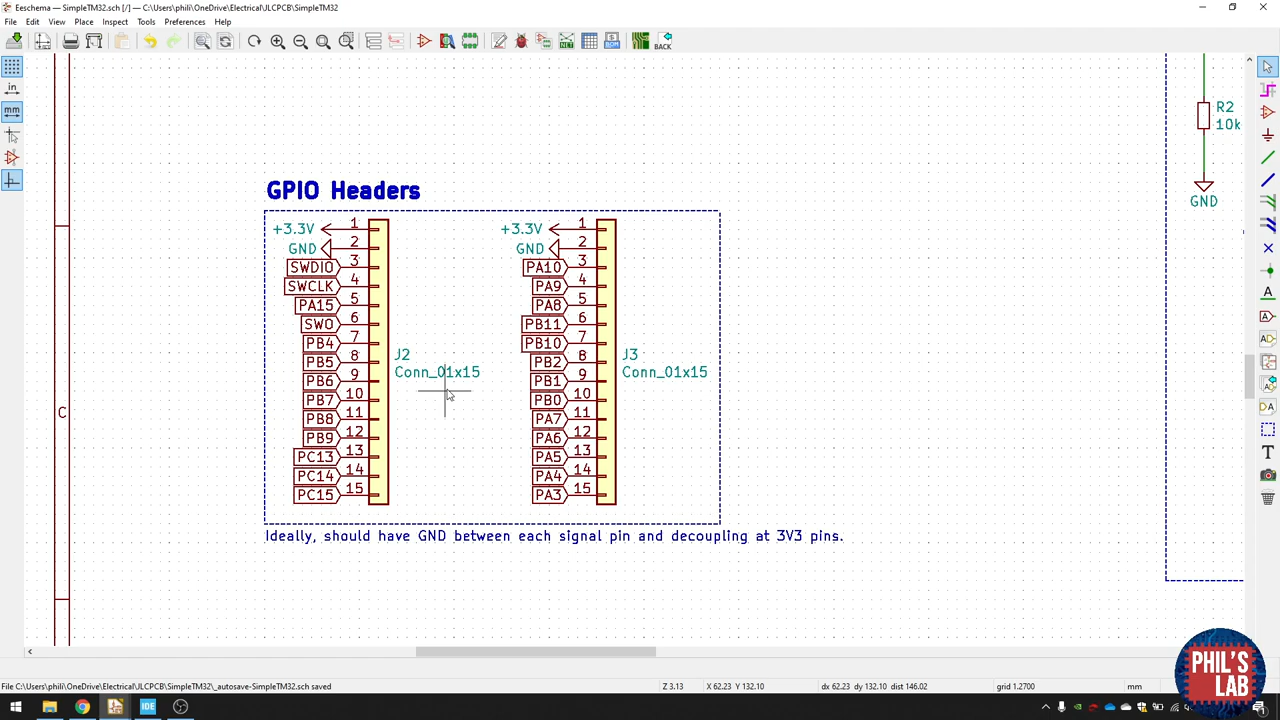 Eeschema — SimpleTM32.sch [/] — C:\Users\phili\OneDrive\Electrical\JLCPCB\SimpleTM32
File Edit View Place Inspect Tools Preferences Help
BACK
in
mm
R2
10k
GND
GPIO Headers
+3.3V 1
GND 2
SWDIO 3
SWCLK 4
PA15 5
SWO 6
PB4 7
PB5 8
PB6 9
PB7 10
PB8 11
PB9 12
PC13 13
PC14 14
PC15 15
J2
Conn_01x15
+3.3V 1
GND 2
PA10 3
PA9 4
PA8 5
PB11 6
PB10 7
PB2 8
PB1 9
PB0 10
PA7 11
PA6 12
PA5 13
PA4 14
PA3 15
J3
Conn_01x15
C
Ideally, should have GND between each signal pin and decoupling at 3V3 pins.
PHIL'S
LAB
File C:\Users\phili\OneDrive\Electrical\JLCPCB\SimpleTM32\_autosave-SimpleTM32.sch saved
Z 3.13 X 62.23 Y 132.10 dx 62.23 dy 132.10 dist 146.02 grid 1.2700 mm
IDE